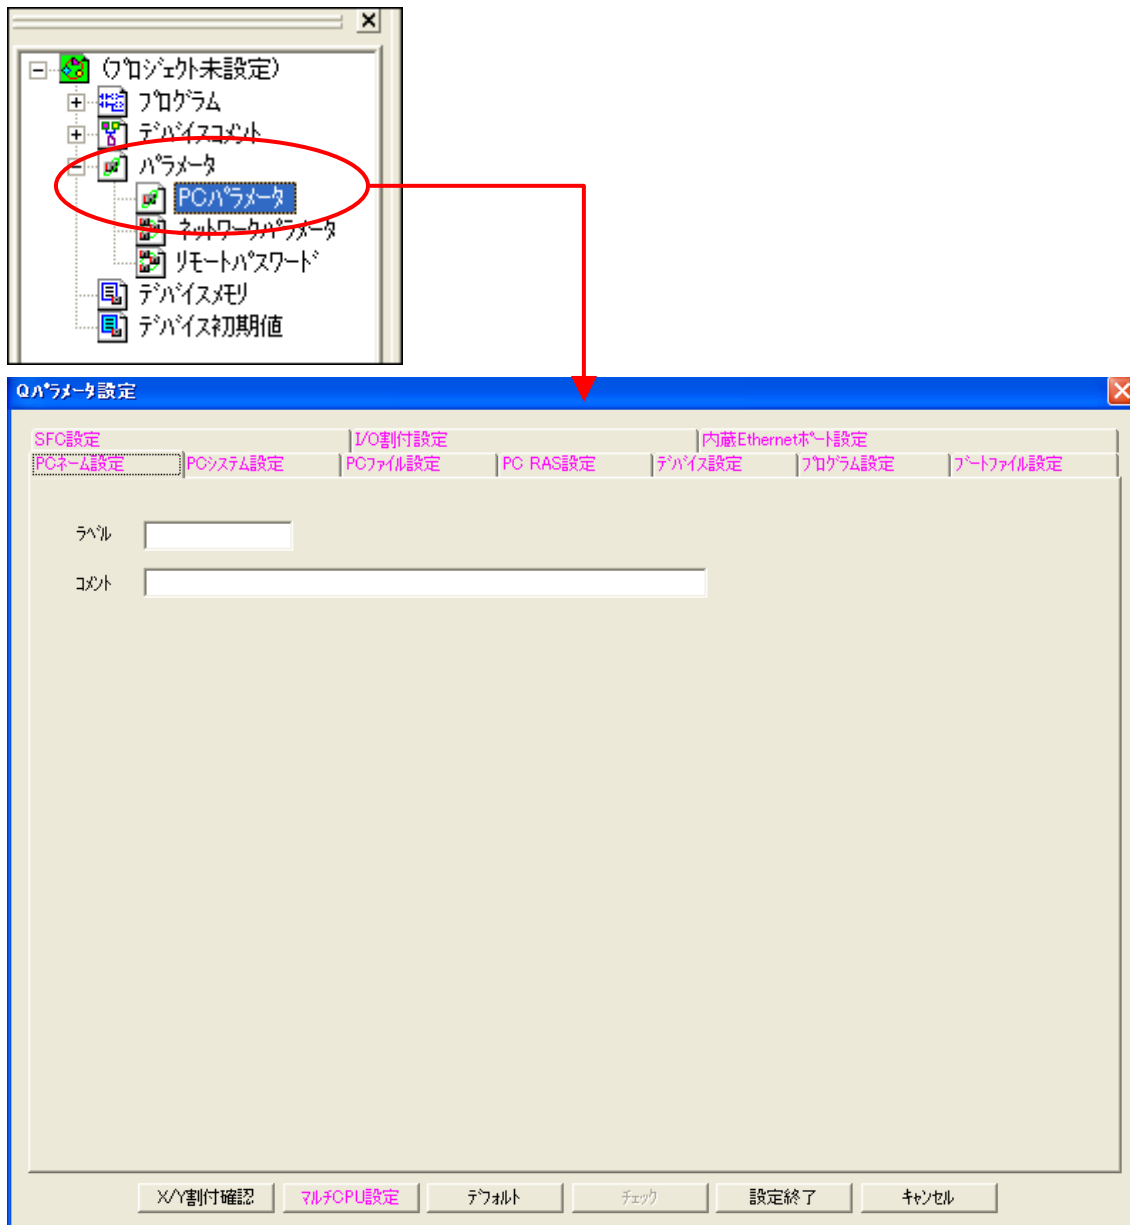 (プロジェクト未設定)
プログラム
デバイスコメント
パラメータ
PCパラメータ
ネットワークパラメータ
リモートパスワード
デバイスメモリ
デバイス初期値
Qパラメータ設定
SFC設定 I/O割付設定 内蔵Ethernetポート設定
PCネーム設定 PCシステム設定 PCファイル設定 PC RAS設定 デバイス設定 プログラム設定 ブートファイル設定
ラベル
コメント
X/Y割付確認 マルチCPU設定 デフォルト チェック 設定終了 キャンセル